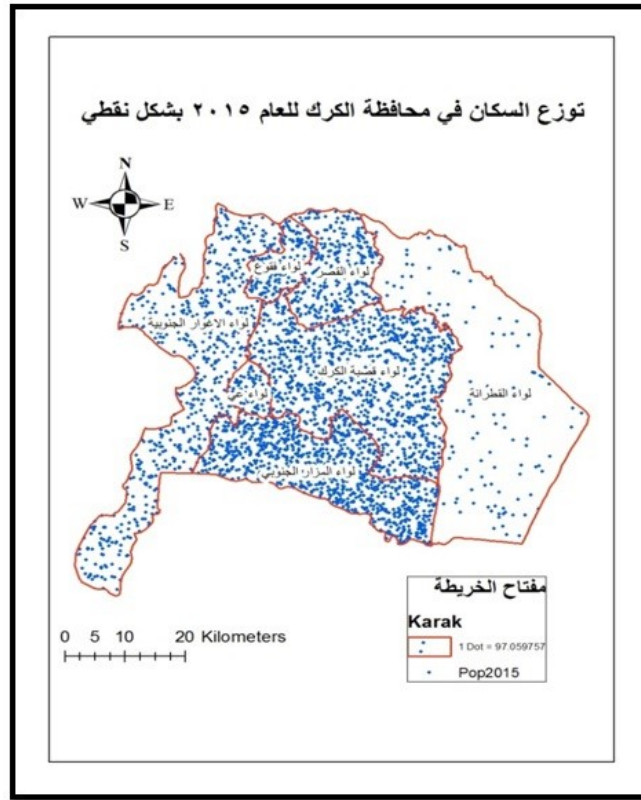 توزع السكان في محافظة الكرك للعام ٢٠١٥ بشكل نقطي
N
W E
S
لواء فقوع
لواء القصر
لواء الاغوار الجنوبية
لواء قصبة الكرك
لواء القطرانة
لواء عي
لواء المزار الجنوبي
مفتاح الخريطة
Karak
1 Dot = 97.059757
Pop2015
0 5 10 20 Kilometers